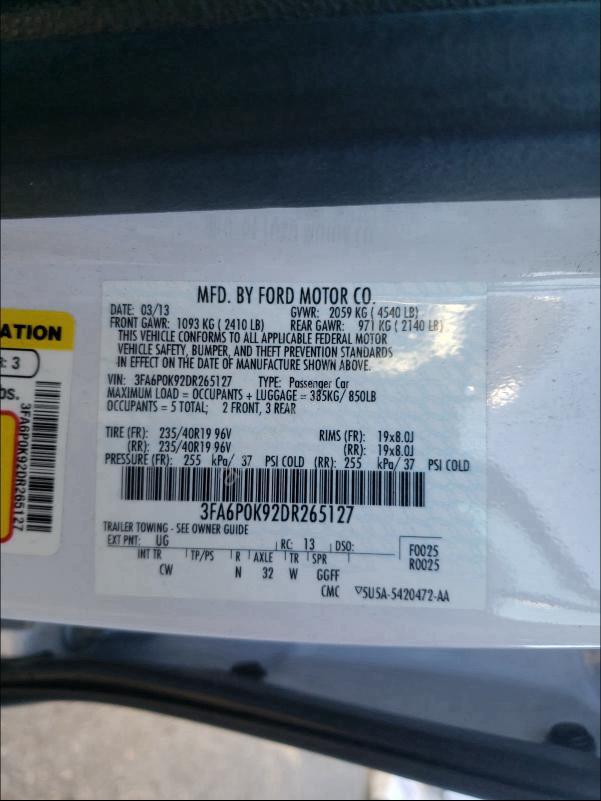 MFD. BY FORD MOTOR CO.
DATE: 03/13 GVWR: 2059 KG ( 4540 LB)
FRONT GAWR: 1093 KG ( 2410 LB) REAR GAWR: 971 KG ( 2140 LB)
THIS VEHICLE CONFORMS TO ALL APPLICABLE FEDERAL MOTOR
VEHICLE SAFETY, BUMPER, AND THEFT PREVENTION STANDARDS
IN EFFECT ON THE DATE OF MANUFACTURE SHOWN ABOVE.
VIN: 3FA6P0K92DR265127 TYPE: Passenger Car
MAXIMUM LOAD = OCCUPANTS + LUGGAGE = 385KG/ 850LB
OCCUPANTS = 5 TOTAL; 2 FRONT, 3 REAR
TIRE (FR): 235/40R19 96V RIMS (FR): 19x8.0J
(RR): 235/40R19 96V (RR): 19x8.0J
PRESSURE (FR): 255 kPa/ 37 PSI COLD (RR): 255 kPa/ 37 PSI COLD
3FA6P0K92DR265127
TRAILER TOWING - SEE OWNER GUIDE
EXT PNT: UG RC: 13 DSO: F0025
INT TR TP/PS R AXLE TR SPR R0025
CW N 32 W GGFF
CMC ▽5U5A-5420472-AA
ATION
: 3
bs.
3FA6P0K92DR265127